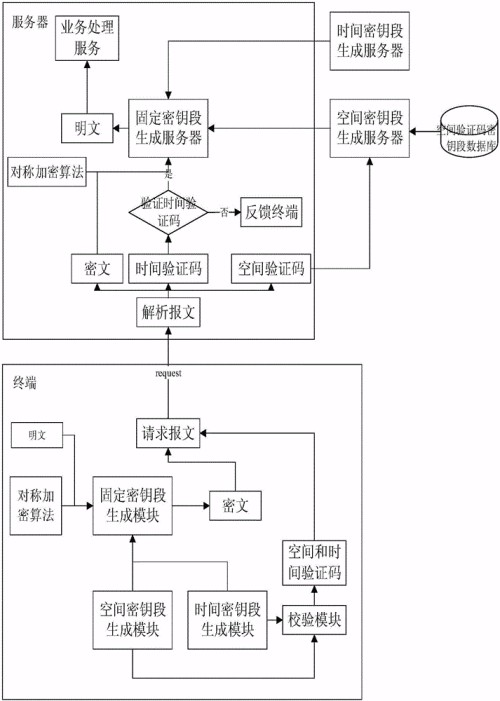 服务器
业务处理
服务
时间密钥段
生成服务器
明文
固定密钥段
生成服务器
空间密钥段
生成服务器
空间验证码密
钥段数据库
对称加密算法
是
验证时间验
证码
否
反馈终端
密文
时间验证码
空间验证码
解析报文
request
终端
请求报文
明文
对称加
密算法
固定密钥段
生成模块
密文
空间和时
间验证码
空间密钥段
生成模块
时间密钥段
生成模块
校验模块